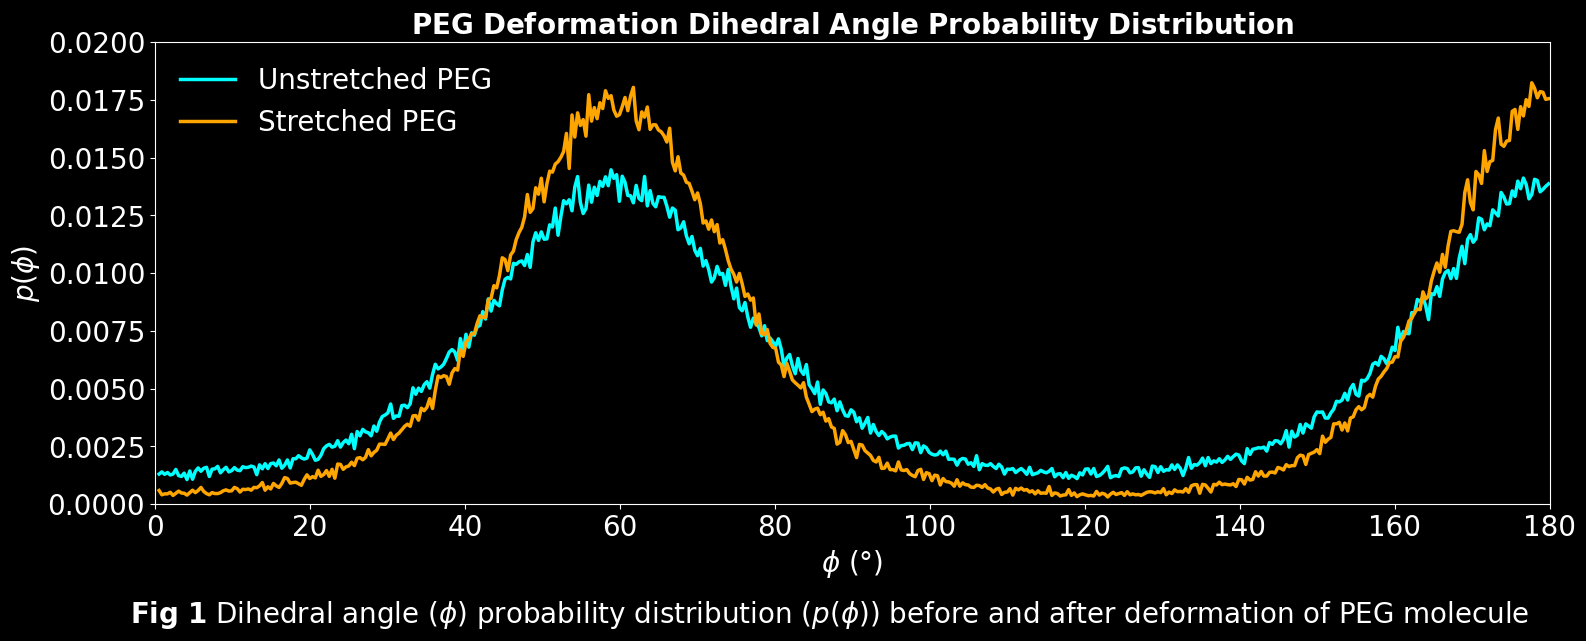 PEG Deformation Dihedral Angle Probability Distribution
0.0200
0.0175
0.0150
0.0125
0.0100
0.0075
0.0050
0.0025
0.0000
p(ϕ)
Unstretched PEG
Stretched PEG
0 20 40 60 80 100 120 140 160 180
ϕ (°)
Fig 1 Dihedral angle (ϕ) probability distribution (p(ϕ)) before and after deformation of PEG molecule